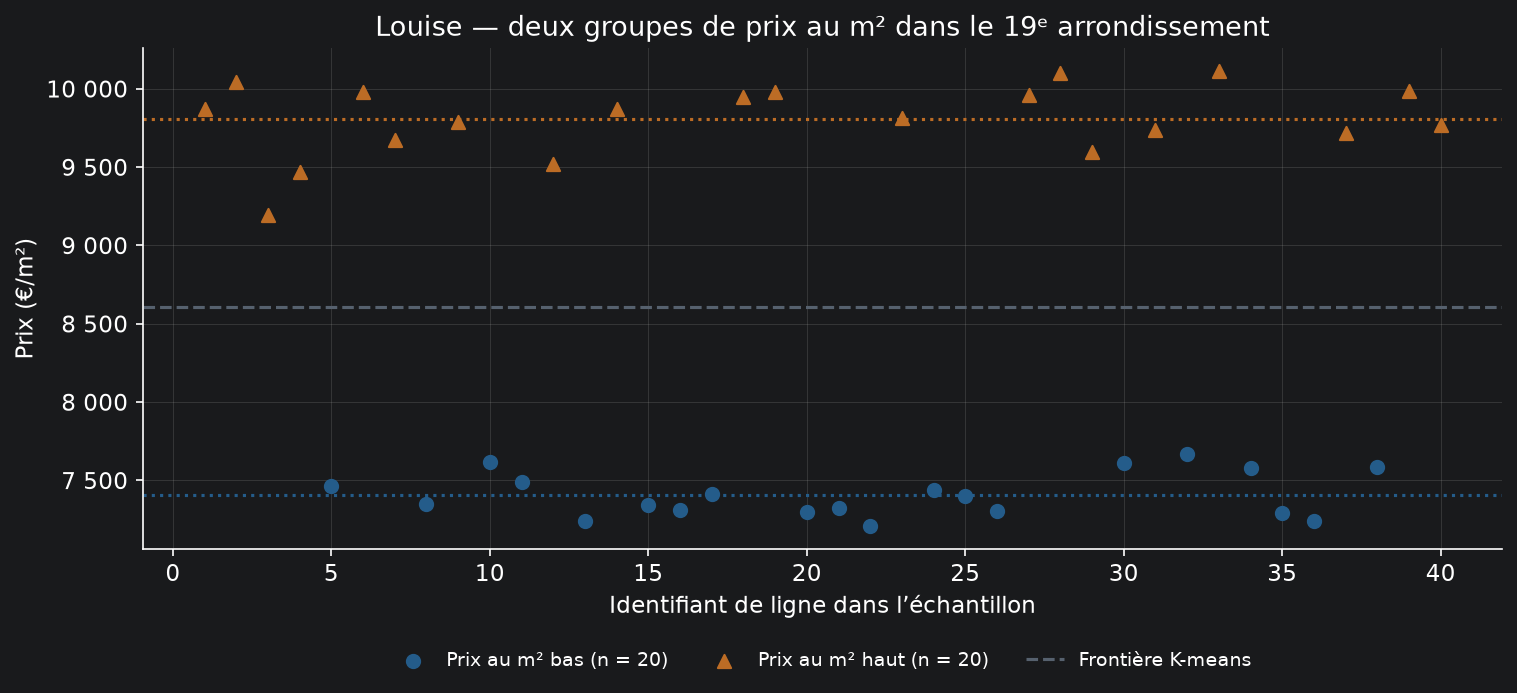 Louise — deux groupes de prix au m² dans le 19ᵉ arrondissement
Prix (€/m²)
10 000
9 500
9 000
8 500
8 000
7 500
0 5 10 15 20 25 30 35 40
Identifiant de ligne dans l’échantillon
Prix au m² bas (n = 20) Prix au m² haut (n = 20) Frontière K-means